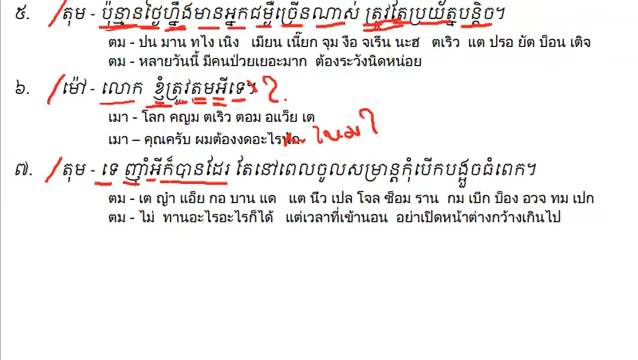 ៥. តុម - ប៉ុន្មានថ្ងៃហ្នឹងមានអ្នកជម្ងឺច្រើនណាស់ ត្រូវតែប្រយ័ត្នបន្តិច។
ตม - ปน มาน ทไง เนิง เมียน เนี๊ยก จุม งือ จเริน นะฮ ตเริว แต ปรอ ยัต บ็อน เติจ
ตม - หลายวันนี้ มีคนป่วยเยอะมาก ต้องระวังนิดหน่อย
៦. ម៉ៅ - លោក ខ្ញុំត្រូវតមអីទេ។ ?
เมา - โลก คญม ตเริว ตอม อแว็ย เต
เมา – คุณครับ ผมต้องงดอะไร ไหม?
៧. តុម - ទេ ញ៉ាំអីក៏បានដែរ តែនៅពេលចូលសម្រាន្តកុំបើកបង្អួចធំពេក។
ตม - เต ญำ แอ็ย กอ บาน แด แต นึว เปล โจล ซือม ราน กม เบิก บ็อง อวจ ทม เปก
ตม - ไม่ ทานอะไรอะไรก็ได้ แต่เวลาที่เข้านอน อย่าเปิดหน้าต่างกว้างเกินไป